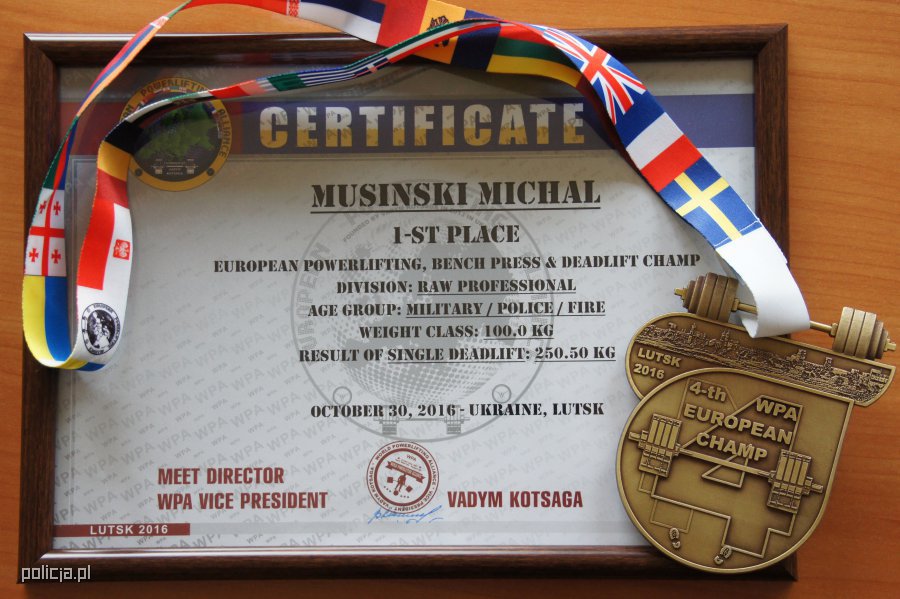 CERTIFICATE
MUSINSKI MICHAL
1-ST PLACE
EUROPEAN POWERLIFTING, BENCH PRESS & DEADLIFT CHAMP
DIVISION: RAW PROFESSIONAL
AGE GROUP: MILITARY / POLICE / FIRE
WEIGHT CLASS: 100.0 KG
RESULT OF SINGLE DEADLIFT: 250.50 KG
OCTOBER 30, 2016 - UKRAINE, LUTSK
MEET DIRECTOR
WPA VICE PRESIDENT
VADYM KOTSAGA
LUTSK 2016
LUTSK
2016
4-th WPA
EUROPEAN
CHAMP
policja.pl